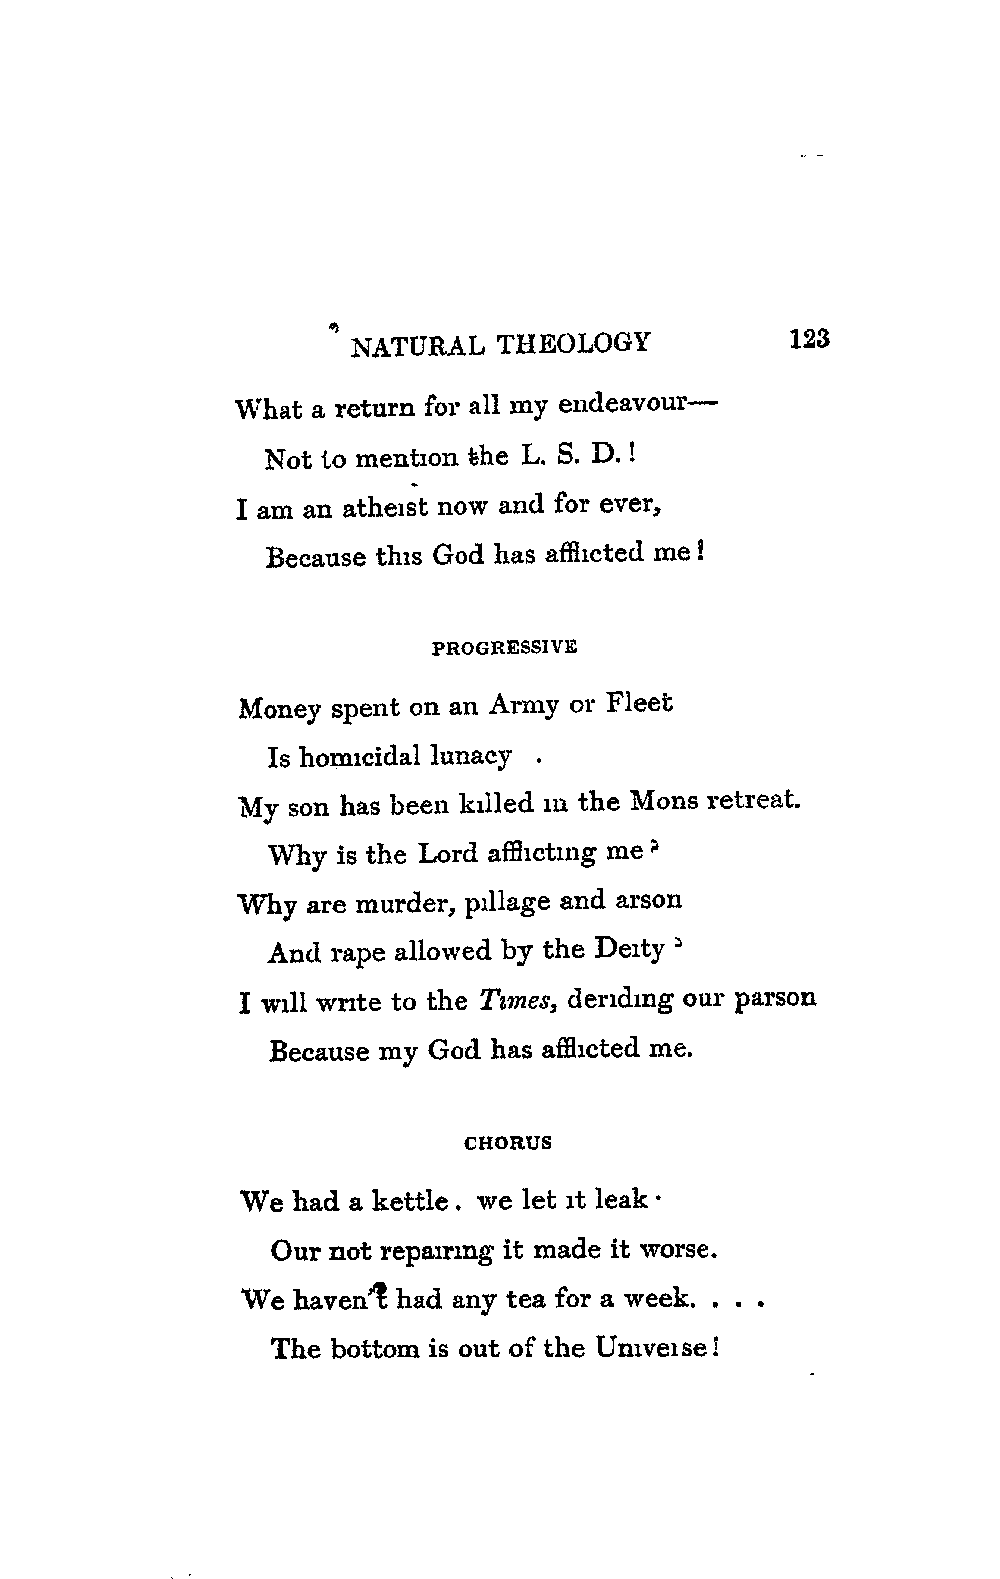 NATURAL THEOLOGY 123
What a return for all my endeavour—
Not to mention the L. S. D.!
I am an atheist now and for ever,
Because this God has afflicted me!
PROGRESSIVE
Money spent on an Army or Fleet
Is homicidal lunacy .
My son has been killed in the Mons retreat.
Why is the Lord afflicting me?
Why are murder, pillage and arson
And rape allowed by the Deity?
I will write to the Times, deriding our parson
Because my God has afflicted me.
CHORUS
We had a kettle. we let it leak·
Our not repairing it made it worse.
We haven't had any tea for a week. . . .
The bottom is out of the Universe!